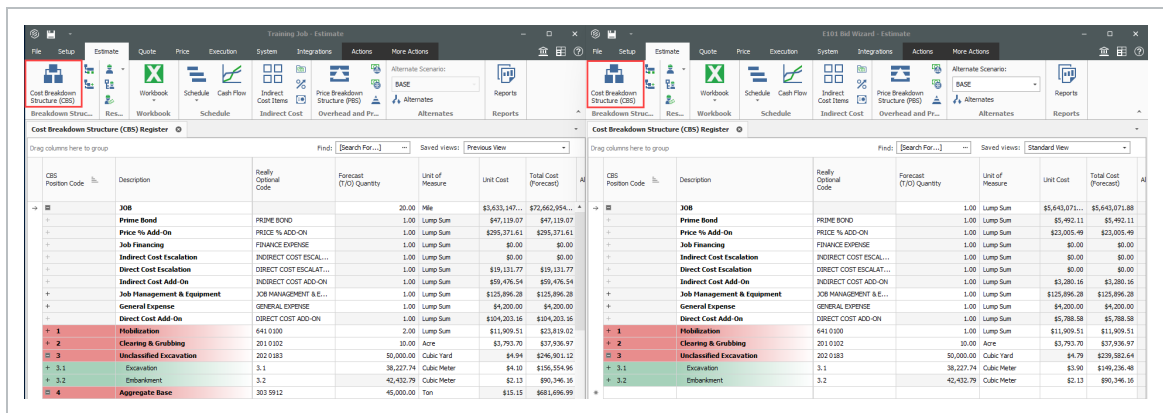 Training Job - Estimate
File Setup Estimate Quote Price Execution System Integrations Actions More Actions
Cost Breakdown Structure (CBS)
Workbook
Schedule
Cash Flow
Indirect Cost Items
Price Breakdown Structure (PBS)
Alternate Scenario:
BASE
Alternates
Reports
Breakdown Struc... Res... Workbook Schedule Indirect Cost Overhead and Pr... Alternates Reports
Cost Breakdown Structure (CBS) Register
Drag columns here to group Find: [Search For...] ... Saved views: Previous View
CBS Position Code Description Really Optional Code Forecast (T/O) Quantity Unit of Measure Unit Cost Total Cost (Forecast) Al
JOB 20.00 Mile $3,633,147... $72,662,954...
+ Prime Bond PRIME BOND 1.00 Lump Sum $47,119.07 $47,119.07
+ Price % Add-On PRICE % ADD-ON 1.00 Lump Sum $295,371.61 $295,371.61
+ Job Financing FINANCE EXPENSE 1.00 Lump Sum $0.00 $0.00
+ Indirect Cost Escalation INDIRECT COST ESCAL... 1.00 Lump Sum $0.00 $0.00
+ Direct Cost Escalation DIRECT COST ESCALAT... 1.00 Lump Sum $19,131.77 $19,131.77
+ Indirect Cost Add-On INDIRECT COST ADD-ON 1.00 Lump Sum $59,476.54 $59,476.54
+ Job Management & Equipment JOB MANAGEMENT & E... 1.00 Lump Sum $125,896.28 $125,896.28
+ General Expense GENERAL EXPENSE 1.00 Lump Sum $4,200.00 $4,200.00
+ Direct Cost Add-On DIRECT COST ADD-ON 1.00 Lump Sum $104,203.16 $104,203.16
+ 1 Mobilization 641 0100 2.00 Lump Sum $11,909.51 $23,819.02
+ 2 Clearing & Grubbing 201 0102 10.00 Acre $3,793.70 $37,936.97
3 Unclassified Excavation 202 0183 50,000.00 Cubic Yard $4.94 $246,901.12
+ 3.1 Excavation 3.1 38,227.74 Cubic Meter $4.10 $156,554.96
+ 3.2 Embankment 3.2 42,432.79 Cubic Meter $2.13 $90,346.16
4 Aggregate Base 303 5912 45,000.00 Ton $15.15 $681,696.99
E101 Bid Wizard - Estimate
File Setup Estimate Quote Price Execution System Integrations Actions More Actions
Cost Breakdown Structure (CBS)
Workbook
Schedule
Cash Flow
Indirect Cost Items
Price Breakdown Structure (PBS)
Alternate Scenario:
BASE
Alternates
Reports
Breakdown Struc... Res... Workbook Schedule Indirect Cost Overhead and Pr... Alternates Reports
Cost Breakdown Structure (CBS) Register
Drag columns here to group Find: [Search For...] ... Saved views: Standard View
CBS Position Code Description Really Optional Code Forecast (T/O) Quantity Unit of Measure Unit Cost Total Cost (Forecast) Al
JOB 1.00 Lump Sum $5,643,071... $5,643,071.88
+ Prime Bond PRIME BOND 1.00 Lump Sum $5,492.11 $5,492.11
+ Price % Add-On PRICE % ADD-ON 1.00 Lump Sum $23,005.49 $23,005.49
+ Job Financing FINANCE EXPENSE 1.00 Lump Sum $0.00 $0.00
+ Indirect Cost Escalation INDIRECT COST ESCAL... 1.00 Lump Sum $0.00 $0.00
+ Direct Cost Escalation DIRECT COST ESCALAT... 1.00 Lump Sum $0.00 $0.00
+ Indirect Cost Add-On INDIRECT COST ADD-ON 1.00 Lump Sum $3,280.16 $3,280.16
+ Job Management & Equipment JOB MANAGEMENT & E... 1.00 Lump Sum $125,896.28 $125,896.28
+ General Expense GENERAL EXPENSE 1.00 Lump Sum $4,200.00 $4,200.00
+ Direct Cost Add-On DIRECT COST ADD-ON 1.00 Lump Sum $5,788.58 $5,788.58
+ 1 Mobilization 641 0100 1.00 Lump Sum $11,909.51 $11,909.51
+ 2 Clearing & Grubbing 201 0102 10.00 Acre $3,793.70 $37,936.97
3 Unclassified Excavation 202 0183 50,000.00 Cubic Yard $4.79 $239,582.64
+ 3.1 Excavation 3.1 38,227.74 Cubic Meter $3.90 $149,236.48
+ 3.2 Embankment 3.2 42,432.79 Cubic Meter $2.13 $90,346.16